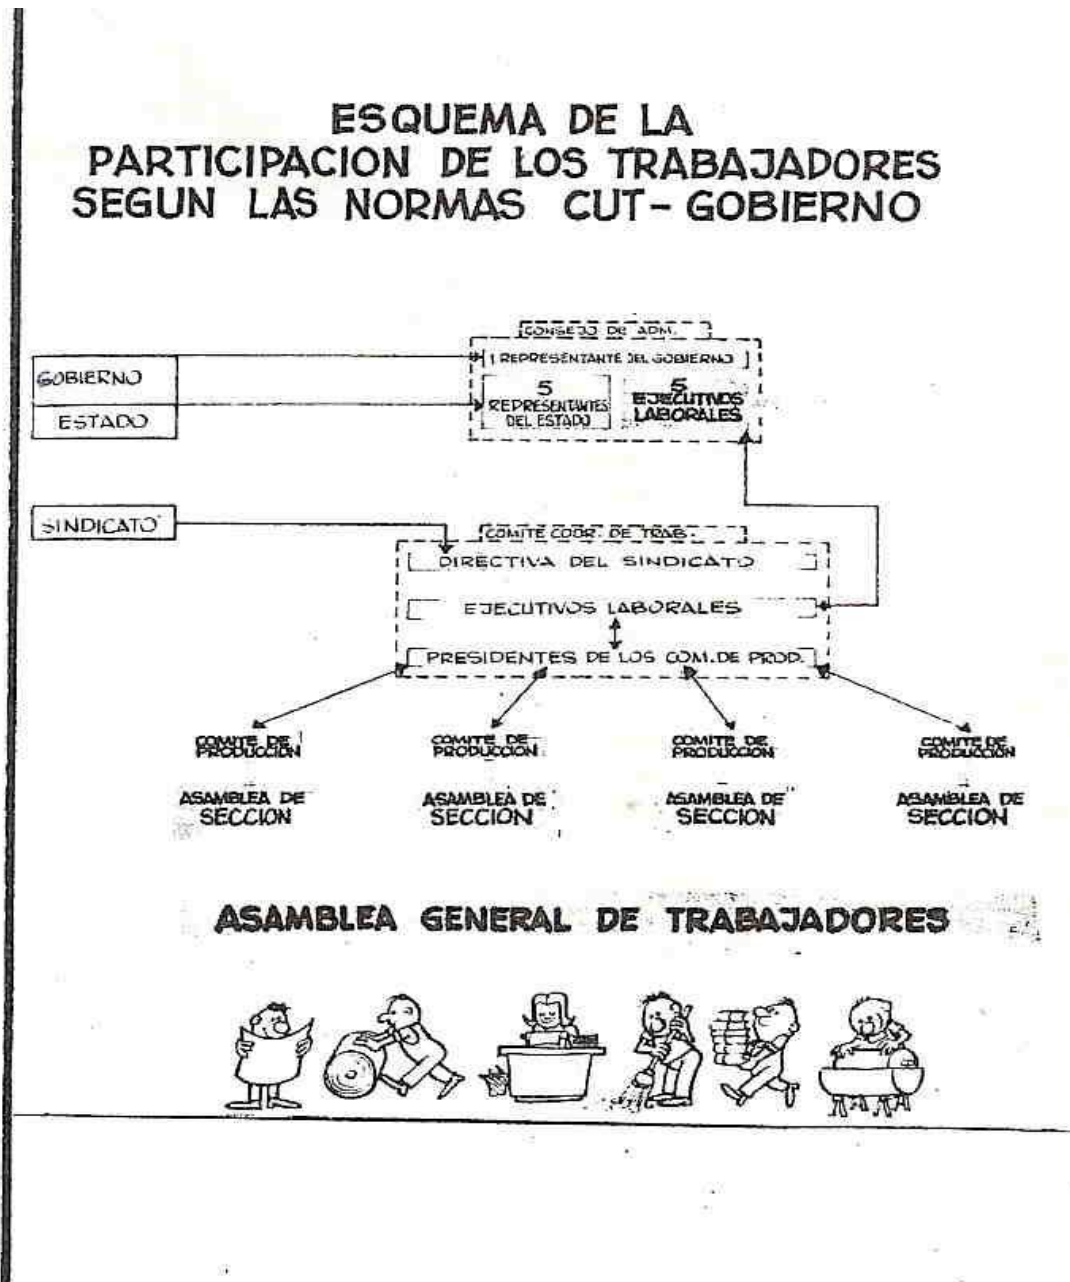 ESQUEMA DE LA
PARTICIPACION DE LOS TRABAJADORES
SEGUN LAS NORMAS CUT-GOBIERNO
CONSEJO DE ADM.
1 REPRESENTANTE DEL GOBIERNO
GOBIERNO
ESTADO
5
REPRESENTANTES
DEL ESTADO
5
EJECUTIVOS
LABORALES
SINDICATO
COMITE COOR. DE TRAB.
DIRECTIVA DEL SINDICATO
EJECUTIVOS LABORALES
PRESIDENTES DE LOS COM. DE PROD.
COMITE DE
PRODUCCION
COMITE DE
PRODUCCION
COMITE DE
PRODUCCION
COMITE DE
PRODUCCION
ASAMBLEA DE
SECCION
ASAMBLEA DE
SECCION
ASAMBLEA DE
SECCION
ASAMBLEA DE
SECCION
ASAMBLEA GENERAL DE TRABAJADORES